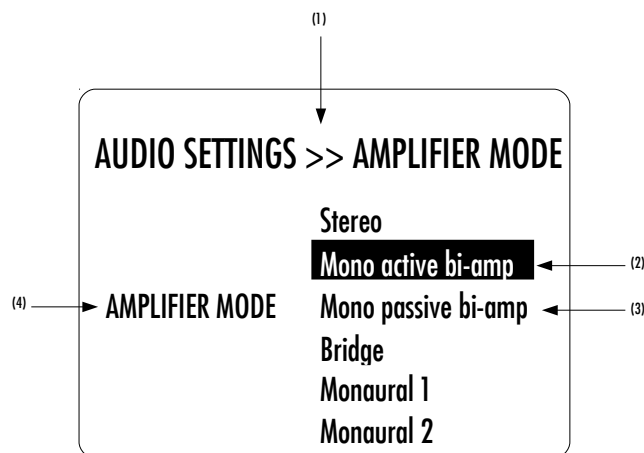 (1)
AUDIO SETTINGS >> AMPLIFIER MODE
Stereo
Mono active bi-amp
(2)
(4)
AMPLIFIER MODE
Mono passive bi-amp
(3)
Bridge
Monaural 1
Monaural 2